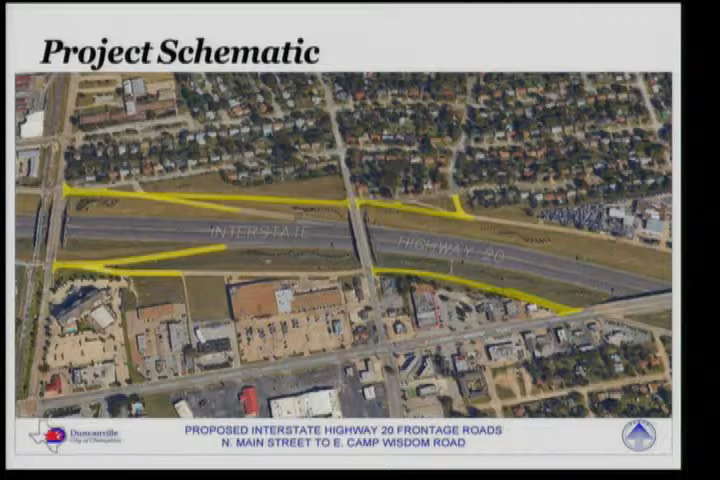 Project Schematic
INTERSTATE
HIGHWAY 20
Duncanville
City of Champions
PROPOSED INTERSTATE HIGHWAY 20 FRONTAGE ROADS
N. MAIN STREET TO E. CAMP WISDOM ROAD